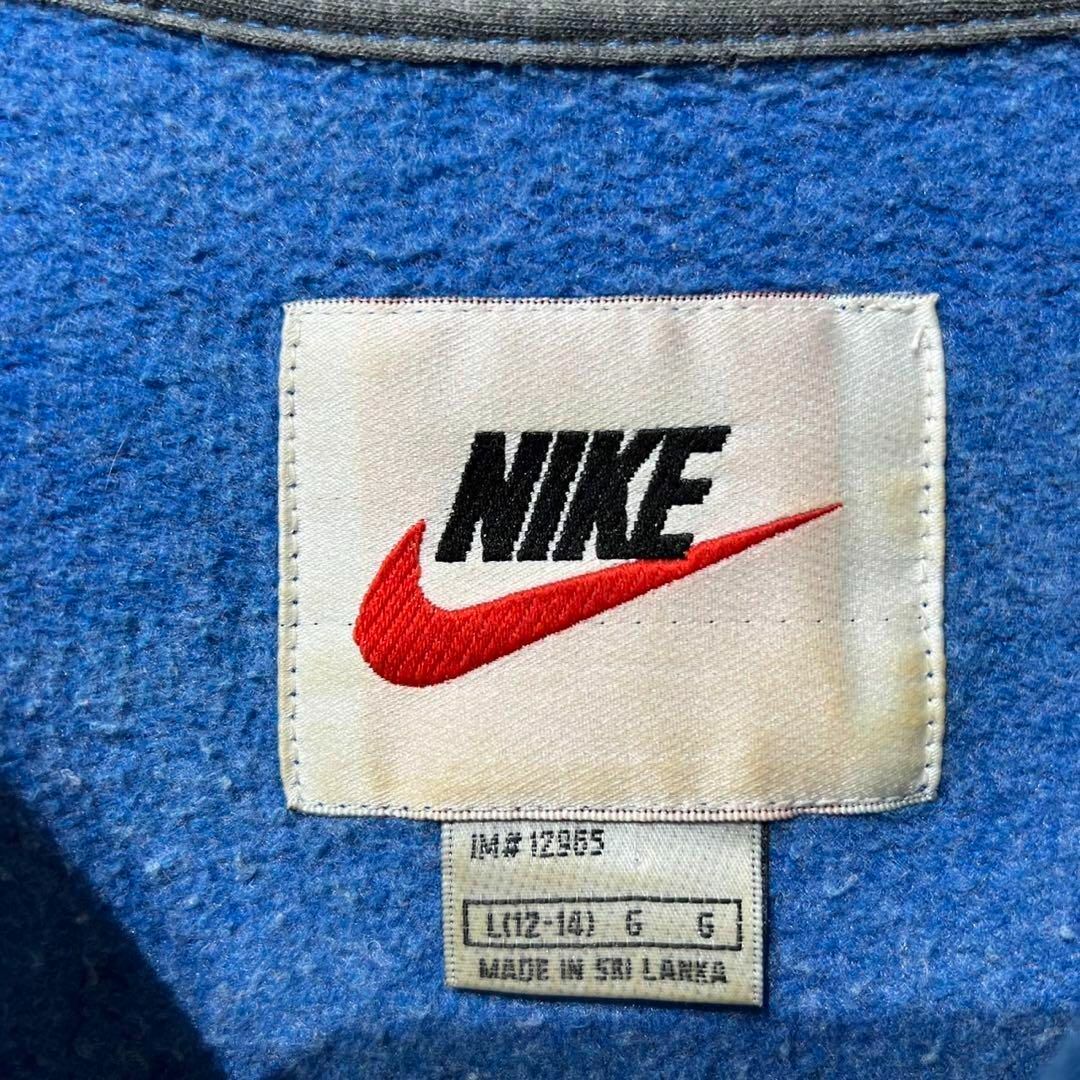 NIKE
IM# 12965
L(12-14) G G
MADE IN SRI LANKA